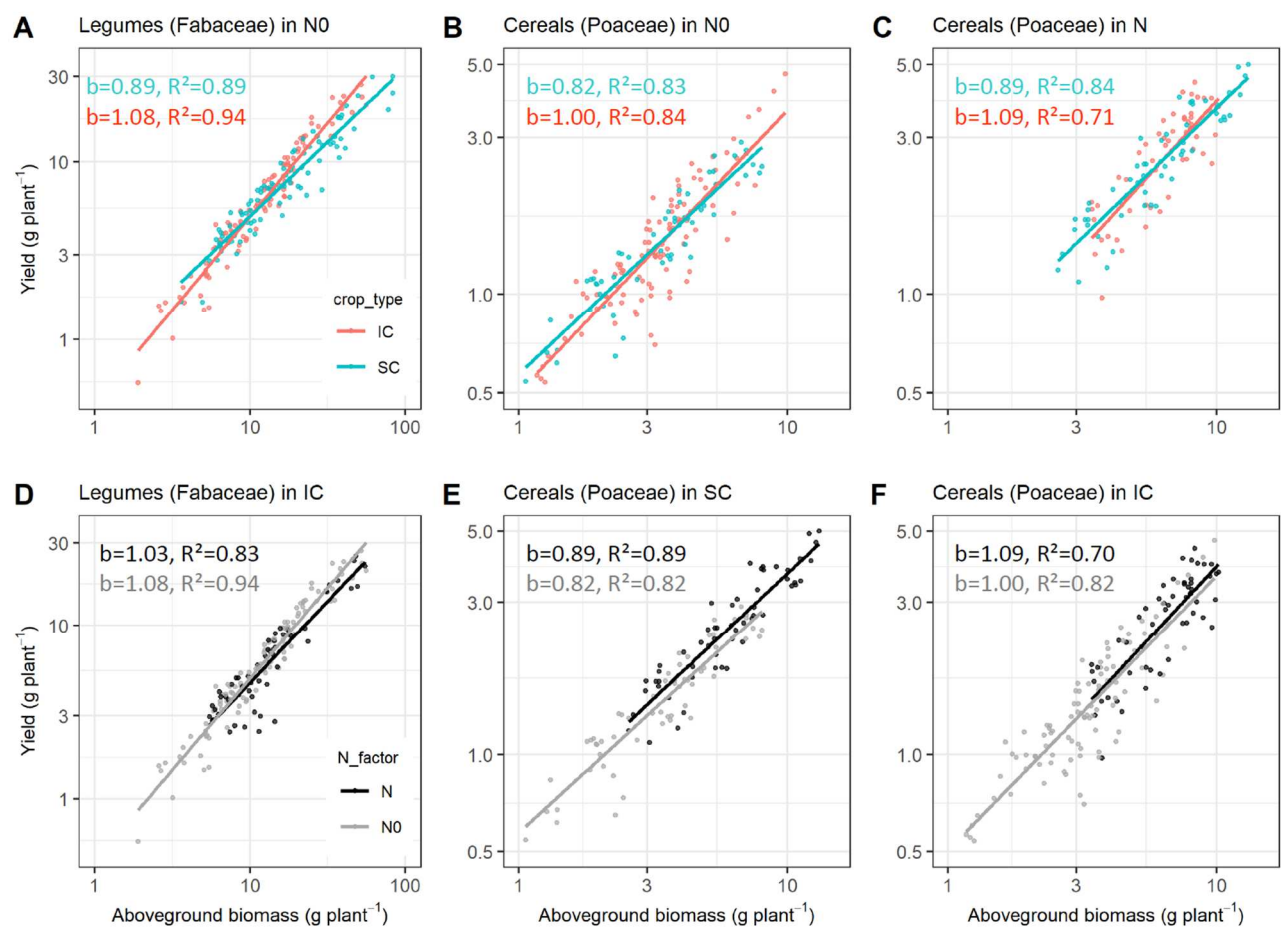 A Legumes (Fabaceae) in N0
b=0.89, R²=0.89
b=1.08, R²=0.94
30
10
3
1
Yield (g plant⁻¹)
crop_type
IC
SC
1 10 100
B Cereals (Poaceae) in N0
b=0.82, R²=0.83
b=1.00, R²=0.84
5.0
3.0
1.0
0.5
1 3 10
C Cereals (Poaceae) in N
b=0.89, R²=0.84
b=1.09, R²=0.71
5.0
3.0
1.0
0.5
1 3 10
D Legumes (Fabaceae) in IC
b=1.03, R²=0.83
b=1.08, R²=0.94
30
10
3
1
Yield (g plant⁻¹)
N_factor
N
N0
1 10 100
Aboveground biomass (g plant⁻¹)
E Cereals (Poaceae) in SC
b=0.89, R²=0.89
b=0.82, R²=0.82
5.0
3.0
1.0
0.5
1 3 10
Aboveground biomass (g plant⁻¹)
F Cereals (Poaceae) in IC
b=1.09, R²=0.70
b=1.00, R²=0.82
5.0
3.0
1.0
0.5
1 3 10
Aboveground biomass (g plant⁻¹)